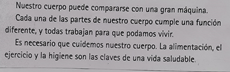 Nuestro cuerpo puede compararse con una gran máquina.
Cada una de las partes de nuestro cuerpo cumple una función
diferente, y todas trabajan para que podamos vivir.
Es necesario que cuidemos nuestro cuerpo. La alimentación, el
ejercicio y la higiene son las claves de una vida saludable.